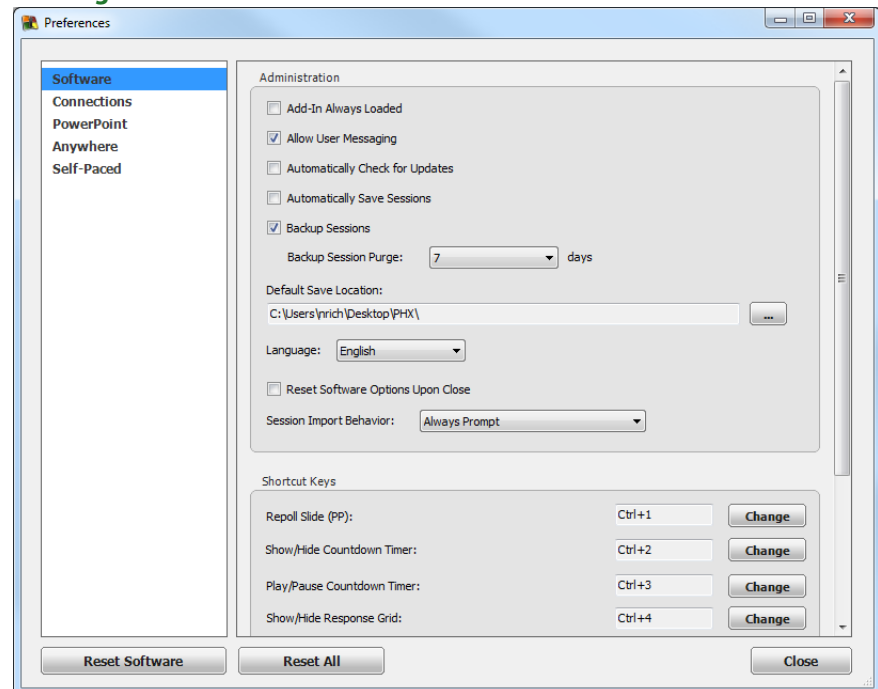 Preferences
Software
Connections
PowerPoint
Anywhere
Self-Paced
Administration
Add-In Always Loaded
Allow User Messaging
Automatically Check for Updates
Automatically Save Sessions
Backup Sessions
Backup Session Purge: 7 days
Default Save Location:
C:\Users\nrich\Desktop\PHX\ ...
Language: English
Reset Software Options Upon Close
Session Import Behavior: Always Prompt
Shortcut Keys
Repoll Slide (PP): Ctrl+1 Change
Show/Hide Countdown Timer: Ctrl+2 Change
Play/Pause Countdown Timer: Ctrl+3 Change
Show/Hide Response Grid: Ctrl+4 Change
Reset Software Reset All Close